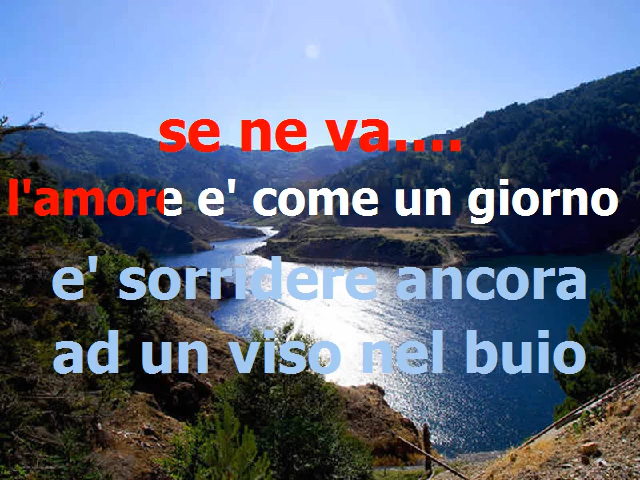 se ne va....
l'amore e' come un giorno
e' sorridere ancora
ad un viso nel buio